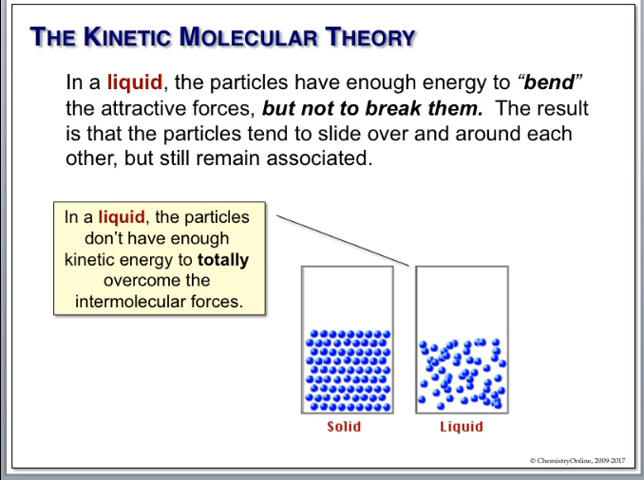 THE KINETIC MOLECULAR THEORY
In a liquid, the particles have enough energy to “bend”
the attractive forces, but not to break them. The result
is that the particles tend to slide over and around each
other, but still remain associated.
In a liquid, the particles
don’t have enough
kinetic energy to totally
overcome the
intermolecular forces.
Solid
Liquid
© ChemistryOnline, 2009-2017